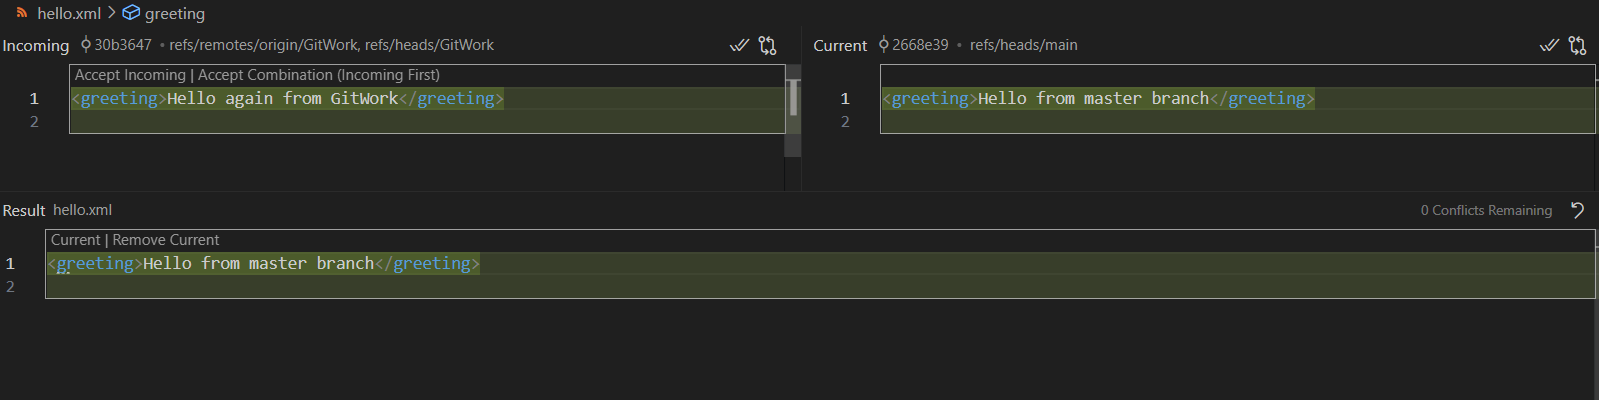 hello.xml > greeting
Incoming 30b3647 • refs/remotes/origin/GitWork, refs/heads/GitWork
Accept Incoming | Accept Combination (Incoming First)
1 <greeting>Hello again from GitWork</greeting>
2
Current 2668e39 • refs/heads/main
1 <greeting>Hello from master branch</greeting>
2
Result hello.xml 0 Conflicts Remaining
Current | Remove Current
1 <greeting>Hello from master branch</greeting>
2